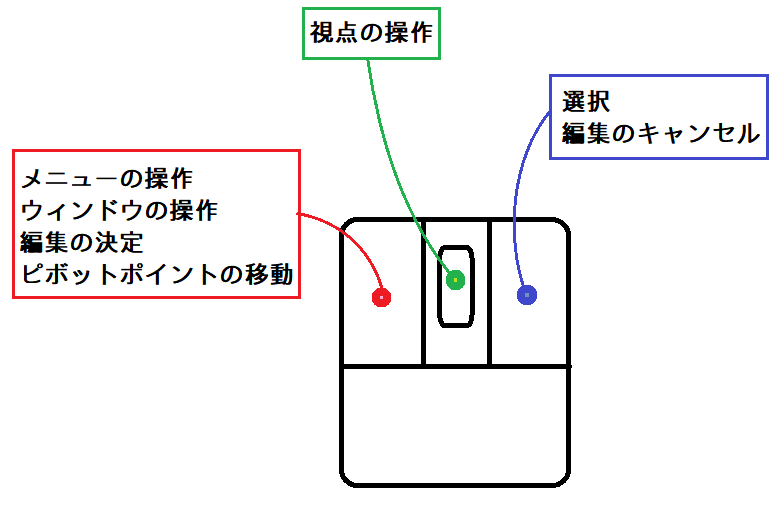 視点の操作
選択
編集のキャンセル
メニューの操作
ウィンドウの操作
編集の決定
ピボットポイントの移動